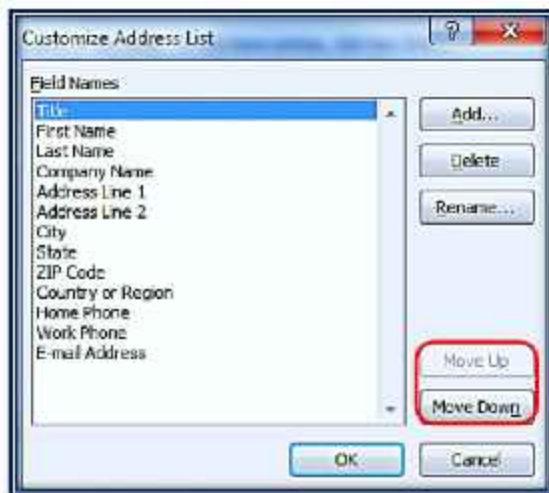 Customize Address List
Field Names
Title
First Name
Last Name
Company Name
Address Line 1
Address Line 2
City
State
ZIP Code
Country or Region
Home Phone
Work Phone
E-mail Address
Add...
Delete
Rename...
Move Up
Move Down
OK
Cancel